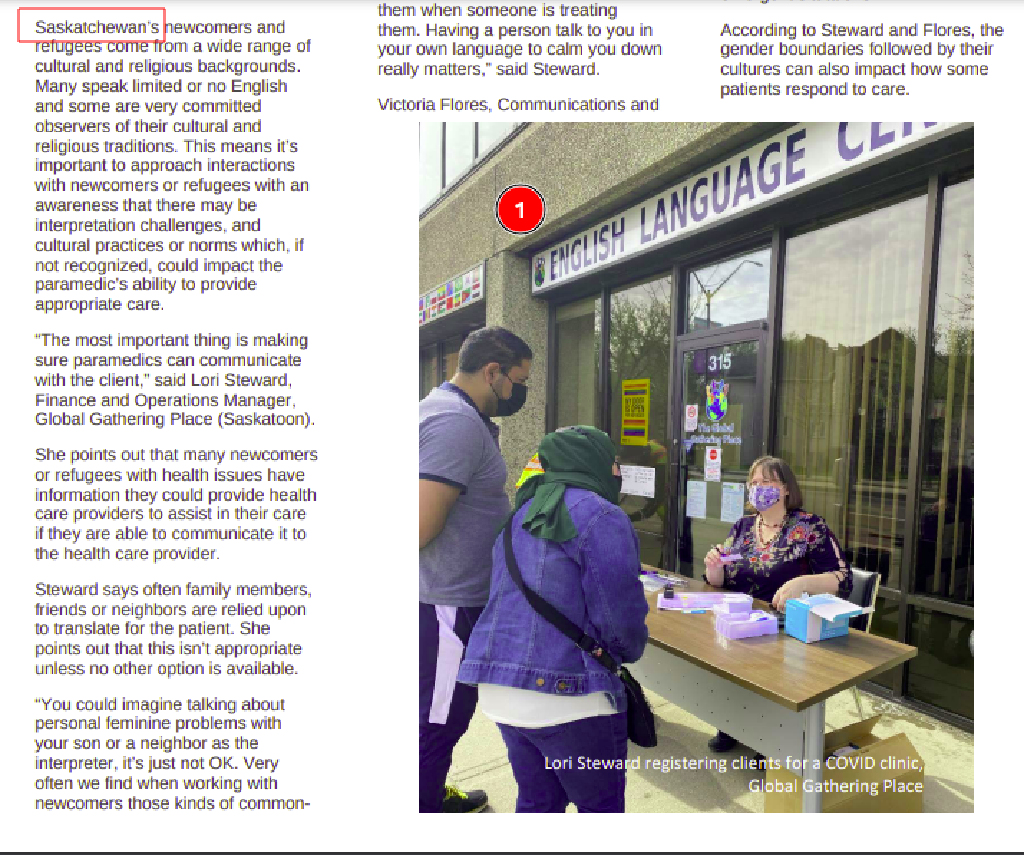 Saskatchewan's newcomers and
refugees come from a wide range of
cultural and religious backgrounds.
Many speak limited or no English
and some are very committed
observers of their cultural and
religious traditions. This means it's
important to approach interactions
with newcomers or refugees with an
awareness that there may be
interpretation challenges, and
cultural practices or norms which, if
not recognized, could impact the
paramedic's ability to provide
appropriate care.
"The most important thing is making
sure paramedics can communicate
with the client," said Lori Steward,
Finance and Operations Manager,
Global Gathering Place (Saskatoon).
She points out that many newcomers
or refugees with health issues have
information they could provide health
care providers to assist in their care
if they are able to communicate it to
the health care provider.
Steward says often family members,
friends or neighbors are relied upon
to translate for the patient. She
points out that this isn't appropriate
unless no other option is available.
"You could imagine talking about
personal feminine problems with
your son or a neighbor as the
interpreter, it's just not OK. Very
often we find when working with
newcomers those kinds of common-
them when someone is treating
them. Having a person talk to you in
your own language to calm you down
really matters," said Steward.
Victoria Flores, Communications and
According to Steward and Flores, the
gender boundaries followed by their
cultures can also impact how some
patients respond to care.
1
ENGLISH LANGUAGE
315
The Global
Gathering Place
Lori Steward registering clients for a COVID clinic,
Global Gathering Place